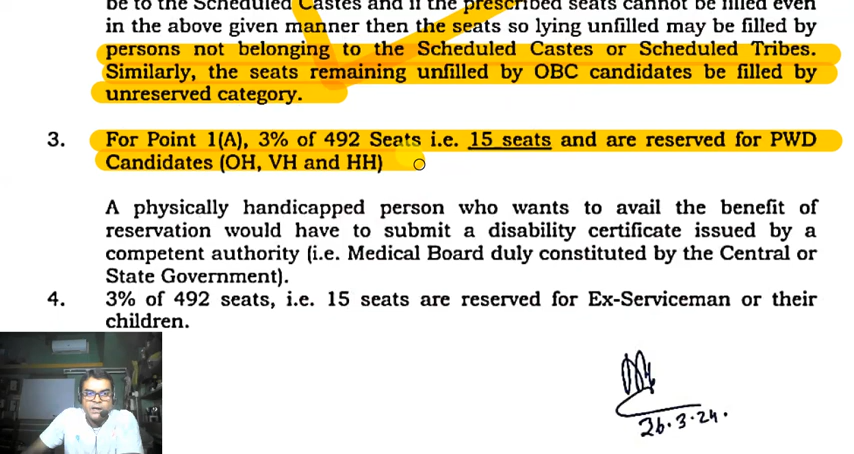 be to the Scheduled Castes and if the prescribed seats cannot be filled even
in the above given manner then the seats so lying unfilled may be filled by
persons not belonging to the Scheduled Castes or Scheduled Tribes.
Similarly, the seats remaining unfilled by OBC candidates be filled by
unreserved category.
3. For Point 1(A), 3% of 492 Seats i.e. 15 seats and are reserved for PWD
Candidates (OH, VH and HH)
A physically handicapped person who wants to avail the benefit of
reservation would have to submit a disability certificate issued by a
competent authority (i.e. Medical Board duly constituted by the Central or
State Government).
4. 3% of 492 seats, i.e. 15 seats are reserved for Ex-Serviceman or their
children.
26.3.24.